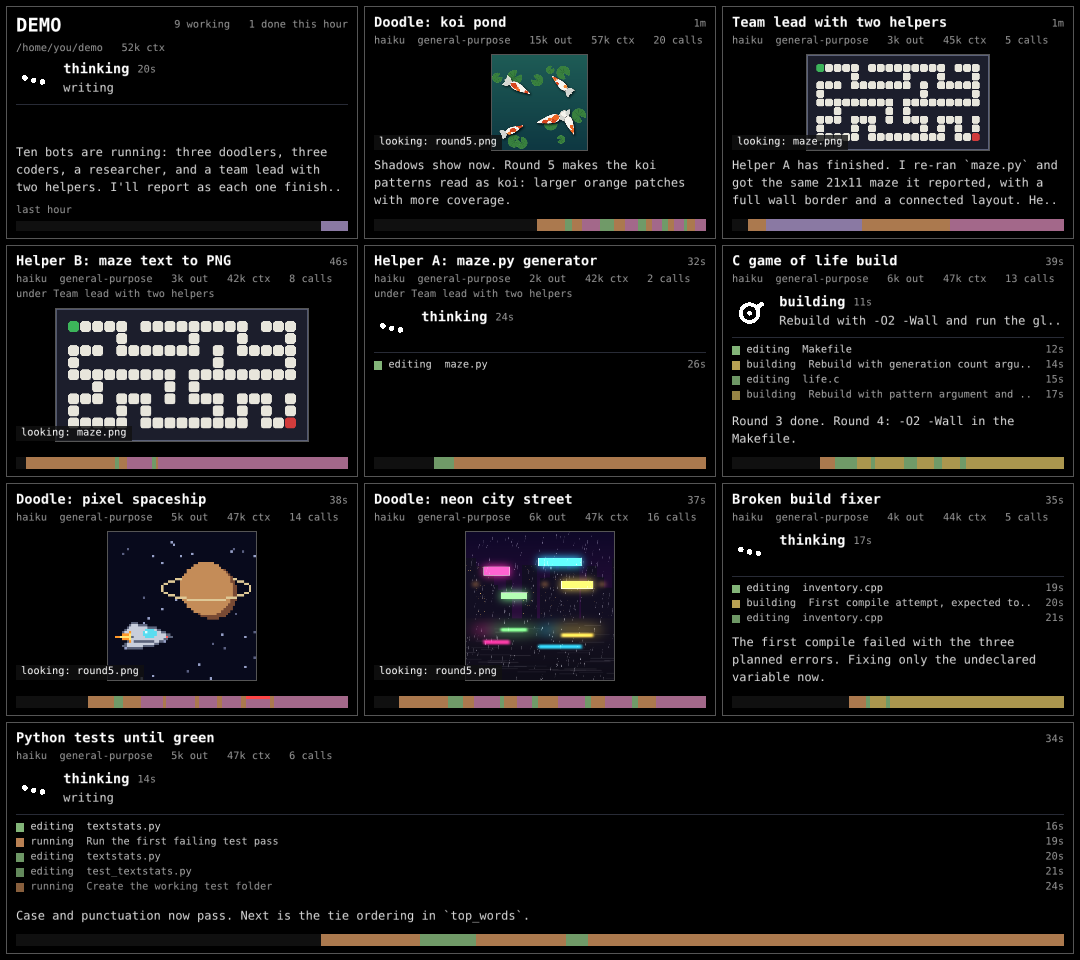 DEMO
9 working 1 done this hour
/home/you/demo 52k ctx
thinking 20s
writing
Ten bots are running: three doodlers, three
coders, a researcher, and a team lead with
two helpers. I'll report as each one finish..
last hour
Doodle: koi pond 1m
haiku general-purpose 15k out 57k ctx 20 calls
looking: round5.png
Shadows show now. Round 5 makes the koi
patterns read as koi: larger orange patches
with more coverage.
Team lead with two helpers 1m
haiku general-purpose 3k out 45k ctx 5 calls
looking: maze.png
Helper A has finished. I re-ran `maze.py` and
got the same 21x11 maze it reported, with a
full wall border and a connected layout. He..
Helper B: maze text to PNG 46s
haiku general-purpose 3k out 42k ctx 8 calls
under Team lead with two helpers
looking: maze.png
Helper A: maze.py generator 32s
haiku general-purpose 2k out 42k ctx 2 calls
under Team lead with two helpers
thinking 24s
editing maze.py 26s
C game of life build 39s
haiku general-purpose 6k out 47k ctx 13 calls
building 11s
Rebuild with -O2 -Wall and run the gl..
editing Makefile 12s
building Rebuild with generation count argu.. 14s
editing life.c 15s
building Rebuild with pattern argument and .. 17s
Round 3 done. Round 4: -O2 -Wall in the
Makefile.
Doodle: pixel spaceship 38s
haiku general-purpose 5k out 47k ctx 14 calls
looking: round5.png
Doodle: neon city street 37s
haiku general-purpose 6k out 47k ctx 16 calls
looking: round5.png
Broken build fixer 35s
haiku general-purpose 4k out 44k ctx 5 calls
thinking 17s
editing inventory.cpp 19s
building First compile attempt, expected to.. 20s
editing inventory.cpp 21s
The first compile failed with the three
planned errors. Fixing only the undeclared
variable now.
Python tests until green 34s
haiku general-purpose 5k out 47k ctx 6 calls
thinking 14s
writing
editing textstats.py 16s
running Run the first failing test pass 19s
editing textstats.py 20s
editing test_textstats.py 21s
running Create the working test folder 24s
Case and punctuation now pass. Next is the tie ordering in `top_words`.